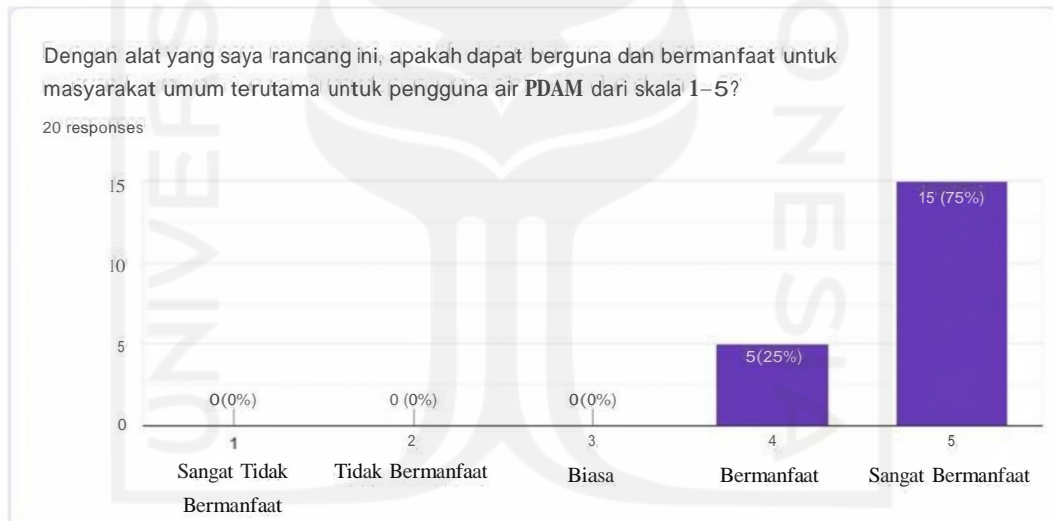 Dengan alat yang saya rancang ini, apakah dapat berguna dan bermanfaat untuk
masyarakat umum terutama untuk pengguna air PDAM dari skala 1–5?
20 responses
15
10
5
0
0(0%)
0 (0%)
0(0%)
5(25%)
15 (75%)
1
2
3
4
5
Sangat Tidak
Bermanfaat
Tidak Bermanfaat
Biasa
Bermanfaat
Sangat Bermanfaat
UNIVERS
ONESIA